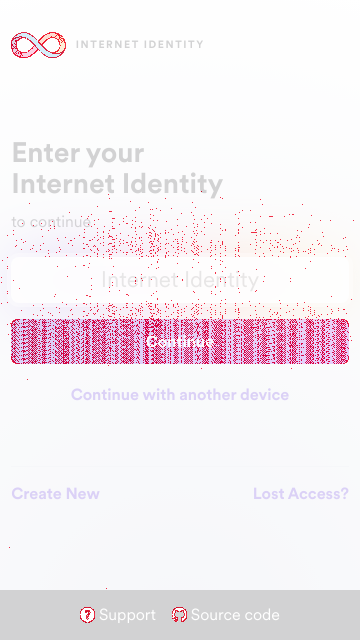 INTERNET IDENTITY
Enter your
Internet Identity
to continue.
Internet Identity
Continue
Continue with another device
Create New
Lost Access?
Support
Source code